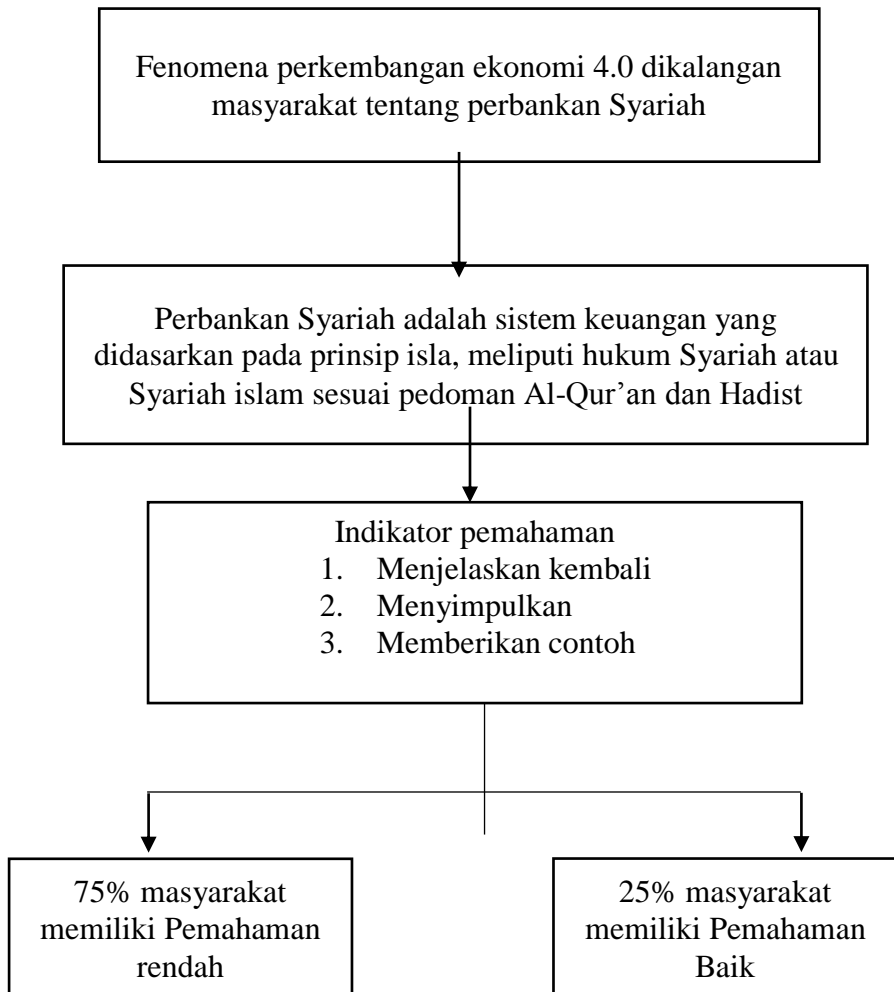 Fenomena perkembangan ekonomi 4.0 dikalangan
masyarakat tentang perbankan Syariah
Perbankan Syariah adalah sistem keuangan yang
didasarkan pada prinsip isla, meliputi hukum Syariah atau
Syariah islam sesuai pedoman Al-Qur’an dan Hadist
Indikator pemahaman
1. Menjelaskan kembali
2. Menyimpulkan
3. Memberikan contoh
75% masyarakat
memiliki Pemahaman
rendah
25% masyarakat
memiliki Pemahaman
Baik